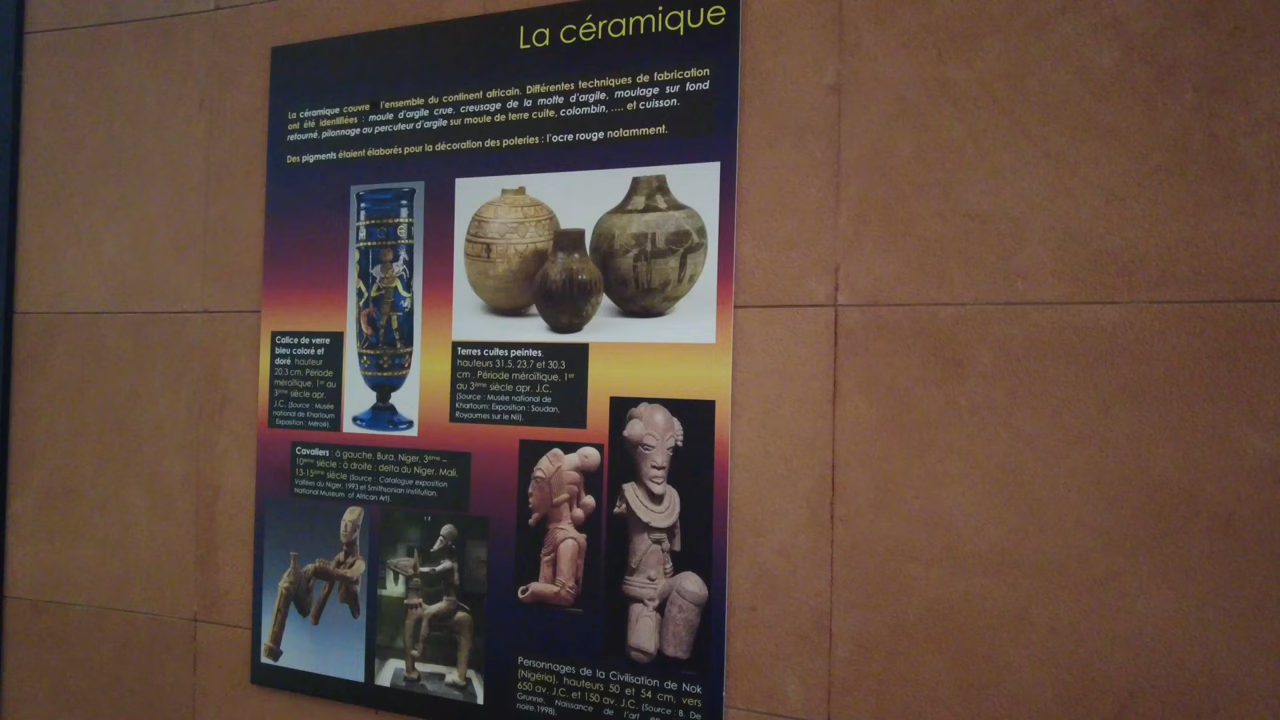 La céramique
La céramique couvre l'ensemble du continent africain. Différentes techniques de fabrication
ont été identifiées : moule d'argile crue, creusage de la motte d'argile, moulage sur fond
retourné, pilonnage au percuteur d'argile sur moule de terre cuite, colombin, .... et cuisson.
Des pigments étaient élaborés pour la décoration des poteries : l'ocre rouge notamment.
Calice de verre
bleu coloré et
doré, hauteur
20,3 cm, Période
méroïtique, 1er au
3ème siècle apr.
J.C. (Source : Musée
national de Khartoum
Exposition : Méroé).
Terres cuites peintes,
hauteurs 31.5, 23,7 et 30,3
cm . Période méroïtique, 1er
au 3ème siècle apr. J.C.
(Source : Musée national de
Khartoum; Exposition : Soudan,
Royaumes sur le Nil).
Cavaliers : à gauche, Bura, Niger, 3ème –
10ème siècle ; à droite : delta du Niger, Mali,
13-15ème siècle (Source : Catalogue exposition
Vallées du Niger, 1993 et Smithsonian Institution,
National Museum of African Art).
Personnages de la Civilisation de Nok
(Nigéria), hauteurs 50 et 54 cm, vers
650 av. J.C. et 150 av. J.C. (Source : B. De
Grunne, Naissance de l'art en
noire,1998).